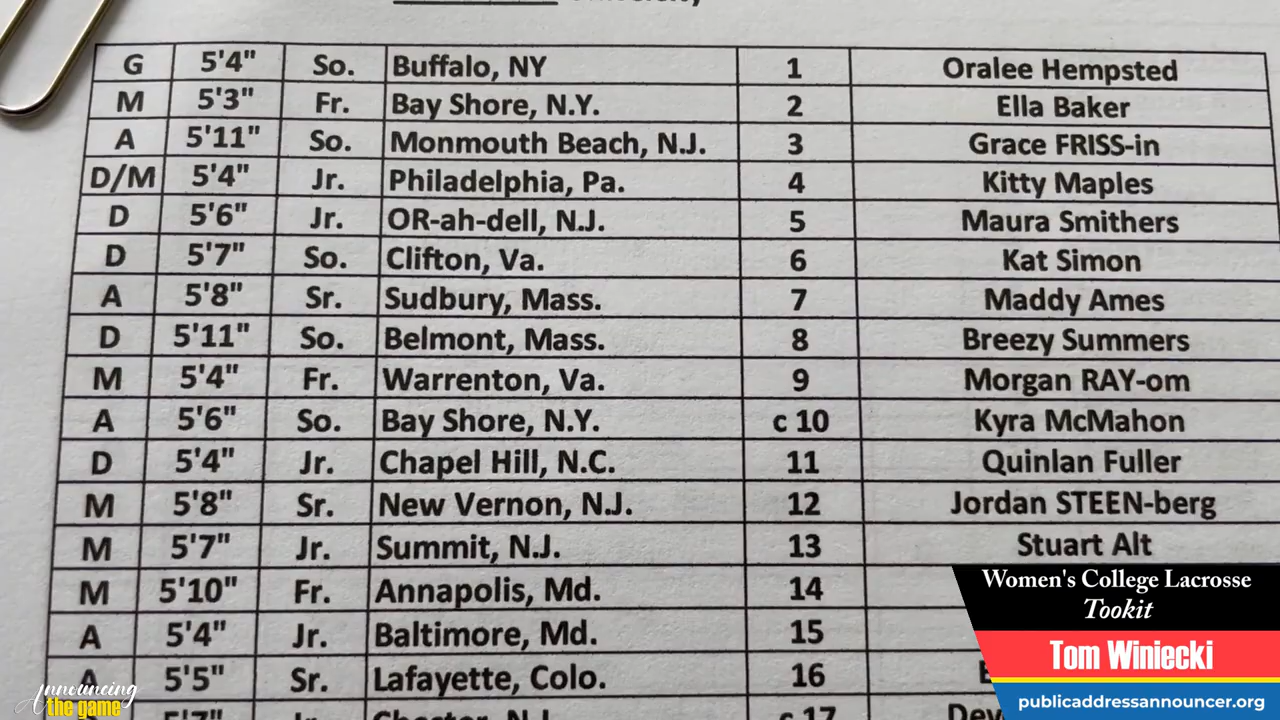 G 5'4" So. Buffalo, NY 1 Oralee Hempsted
M 5'3" Fr. Bay Shore, N.Y. 2 Ella Baker
A 5'11" So. Monmouth Beach, N.J. 3 Grace FRISS-in
D/M 5'4" Jr. Philadelphia, Pa. 4 Kitty Maples
D 5'6" Jr. OR-ah-dell, N.J. 5 Maura Smithers
D 5'7" So. Clifton, Va. 6 Kat Simon
A 5'8" Sr. Sudbury, Mass. 7 Maddy Ames
D 5'11" So. Belmont, Mass. 8 Breezy Summers
M 5'4" Fr. Warrenton, Va. 9 Morgan RAY-om
A 5'6" So. Bay Shore, N.Y. c 10 Kyra McMahon
D 5'4" Jr. Chapel Hill, N.C. 11 Quinlan Fuller
M 5'8" Sr. New Vernon, N.J. 12 Jordan STEEN-berg
M 5'7" Jr. Summit, N.J. 13 Stuart Alt
M 5'10" Fr. Annapolis, Md. 14
A 5'4" Jr. Baltimore, Md. 15
A 5'5" Sr. Lafayette, Colo. 16
5'7" Jr. Chester, N.J. c 17
Women's College Lacrosse
Tookit
Tom Winiecki
publicaddressannouncer.org
Announcing
the game